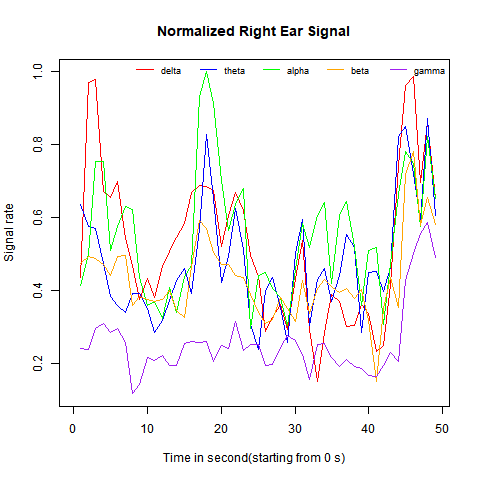 Normalized Right Ear Signal
delta theta alpha beta gamma
1.0
0.8
0.6
0.4
0.2
Signal rate
0 10 20 30 40 50
Time in second(starting from 0 s)